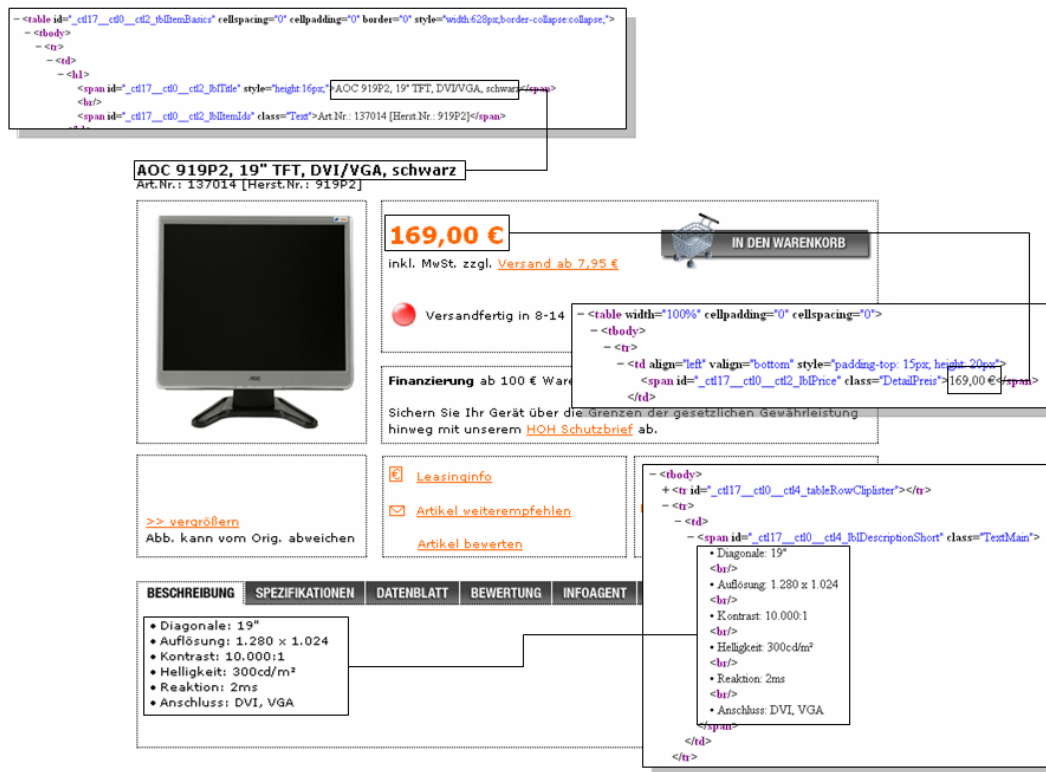 − <table id="_ctl17__ctl0__ctl2_tblItemBasics" cellspacing="0" cellpadding="0" border="0" style="width:628px;border-collapse:collapse;">
− <tbody>
− <tr>
− <td>
− <h1>
<span id="_ctl17__ctl0__ctl2_lblTitle" style="height:16px;">AOC 919P2, 19" TFT, DVI/VGA, schwarz</span>
<br/>
<span id="_ctl17__ctl0__ctl2_lblItemIds" class="Text">Art.Nr.: 137014 [Herst.Nr.: 919P2]</span>
AOC 919P2, 19" TFT, DVI/VGA, schwarz
Art.Nr.: 137014 [Herst.Nr.: 919P2]
169,00 €
IN DEN WARENKORB
inkl. MwSt. zzgl. Versand ab 7,95 €
Versandfertig in 8-14
− <table width="100%" cellpadding="0" cellspacing="0">
− <tbody>
− <tr>
− <td align="left" valign="bottom" style="padding-top: 15px; height: 20px">
<span id="_ctl17__ctl0__ctl2_lblPrice" class="DetailPreis">169,00 €</span>
</td>
AOC
Finanzierung ab 100 € Ware
Sichern Sie Ihr Gerät über die Grenzen der gesetzlichen Gewährleistung
hinweg mit unserem HOH Schutzbrief ab.
>> vergrößern
Abb. kann vom Orig. abweichen
Leasinginfo
Artikel weiterempfehlen
Artikel bewerten
− <tbody>
+ <tr id="_ctl17__ctl0__ctl4_tableRowCliplister"></tr>
− <tr>
− <td>
− <span id="_ctl17__ctl0__ctl4_lblDescriptionShort" class="TextMain">
• Diagonale: 19"
<br/>
• Auflösung: 1.280 x 1.024
<br/>
• Kontrast: 10.000:1
<br/>
• Helligkeit: 300cd/m²
<br/>
• Reaktion: 2ms
<br/>
• Anschluss: DVI, VGA
</span>
</td>
</tr>
BESCHREIBUNG SPEZIFIKATIONEN DATENBLATT BEWERTUNG INFOAGENT
• Diagonale: 19"
• Auflösung: 1.280 x 1.024
• Kontrast: 10.000:1
• Helligkeit: 300cd/m²
• Reaktion: 2ms
• Anschluss: DVI, VGA